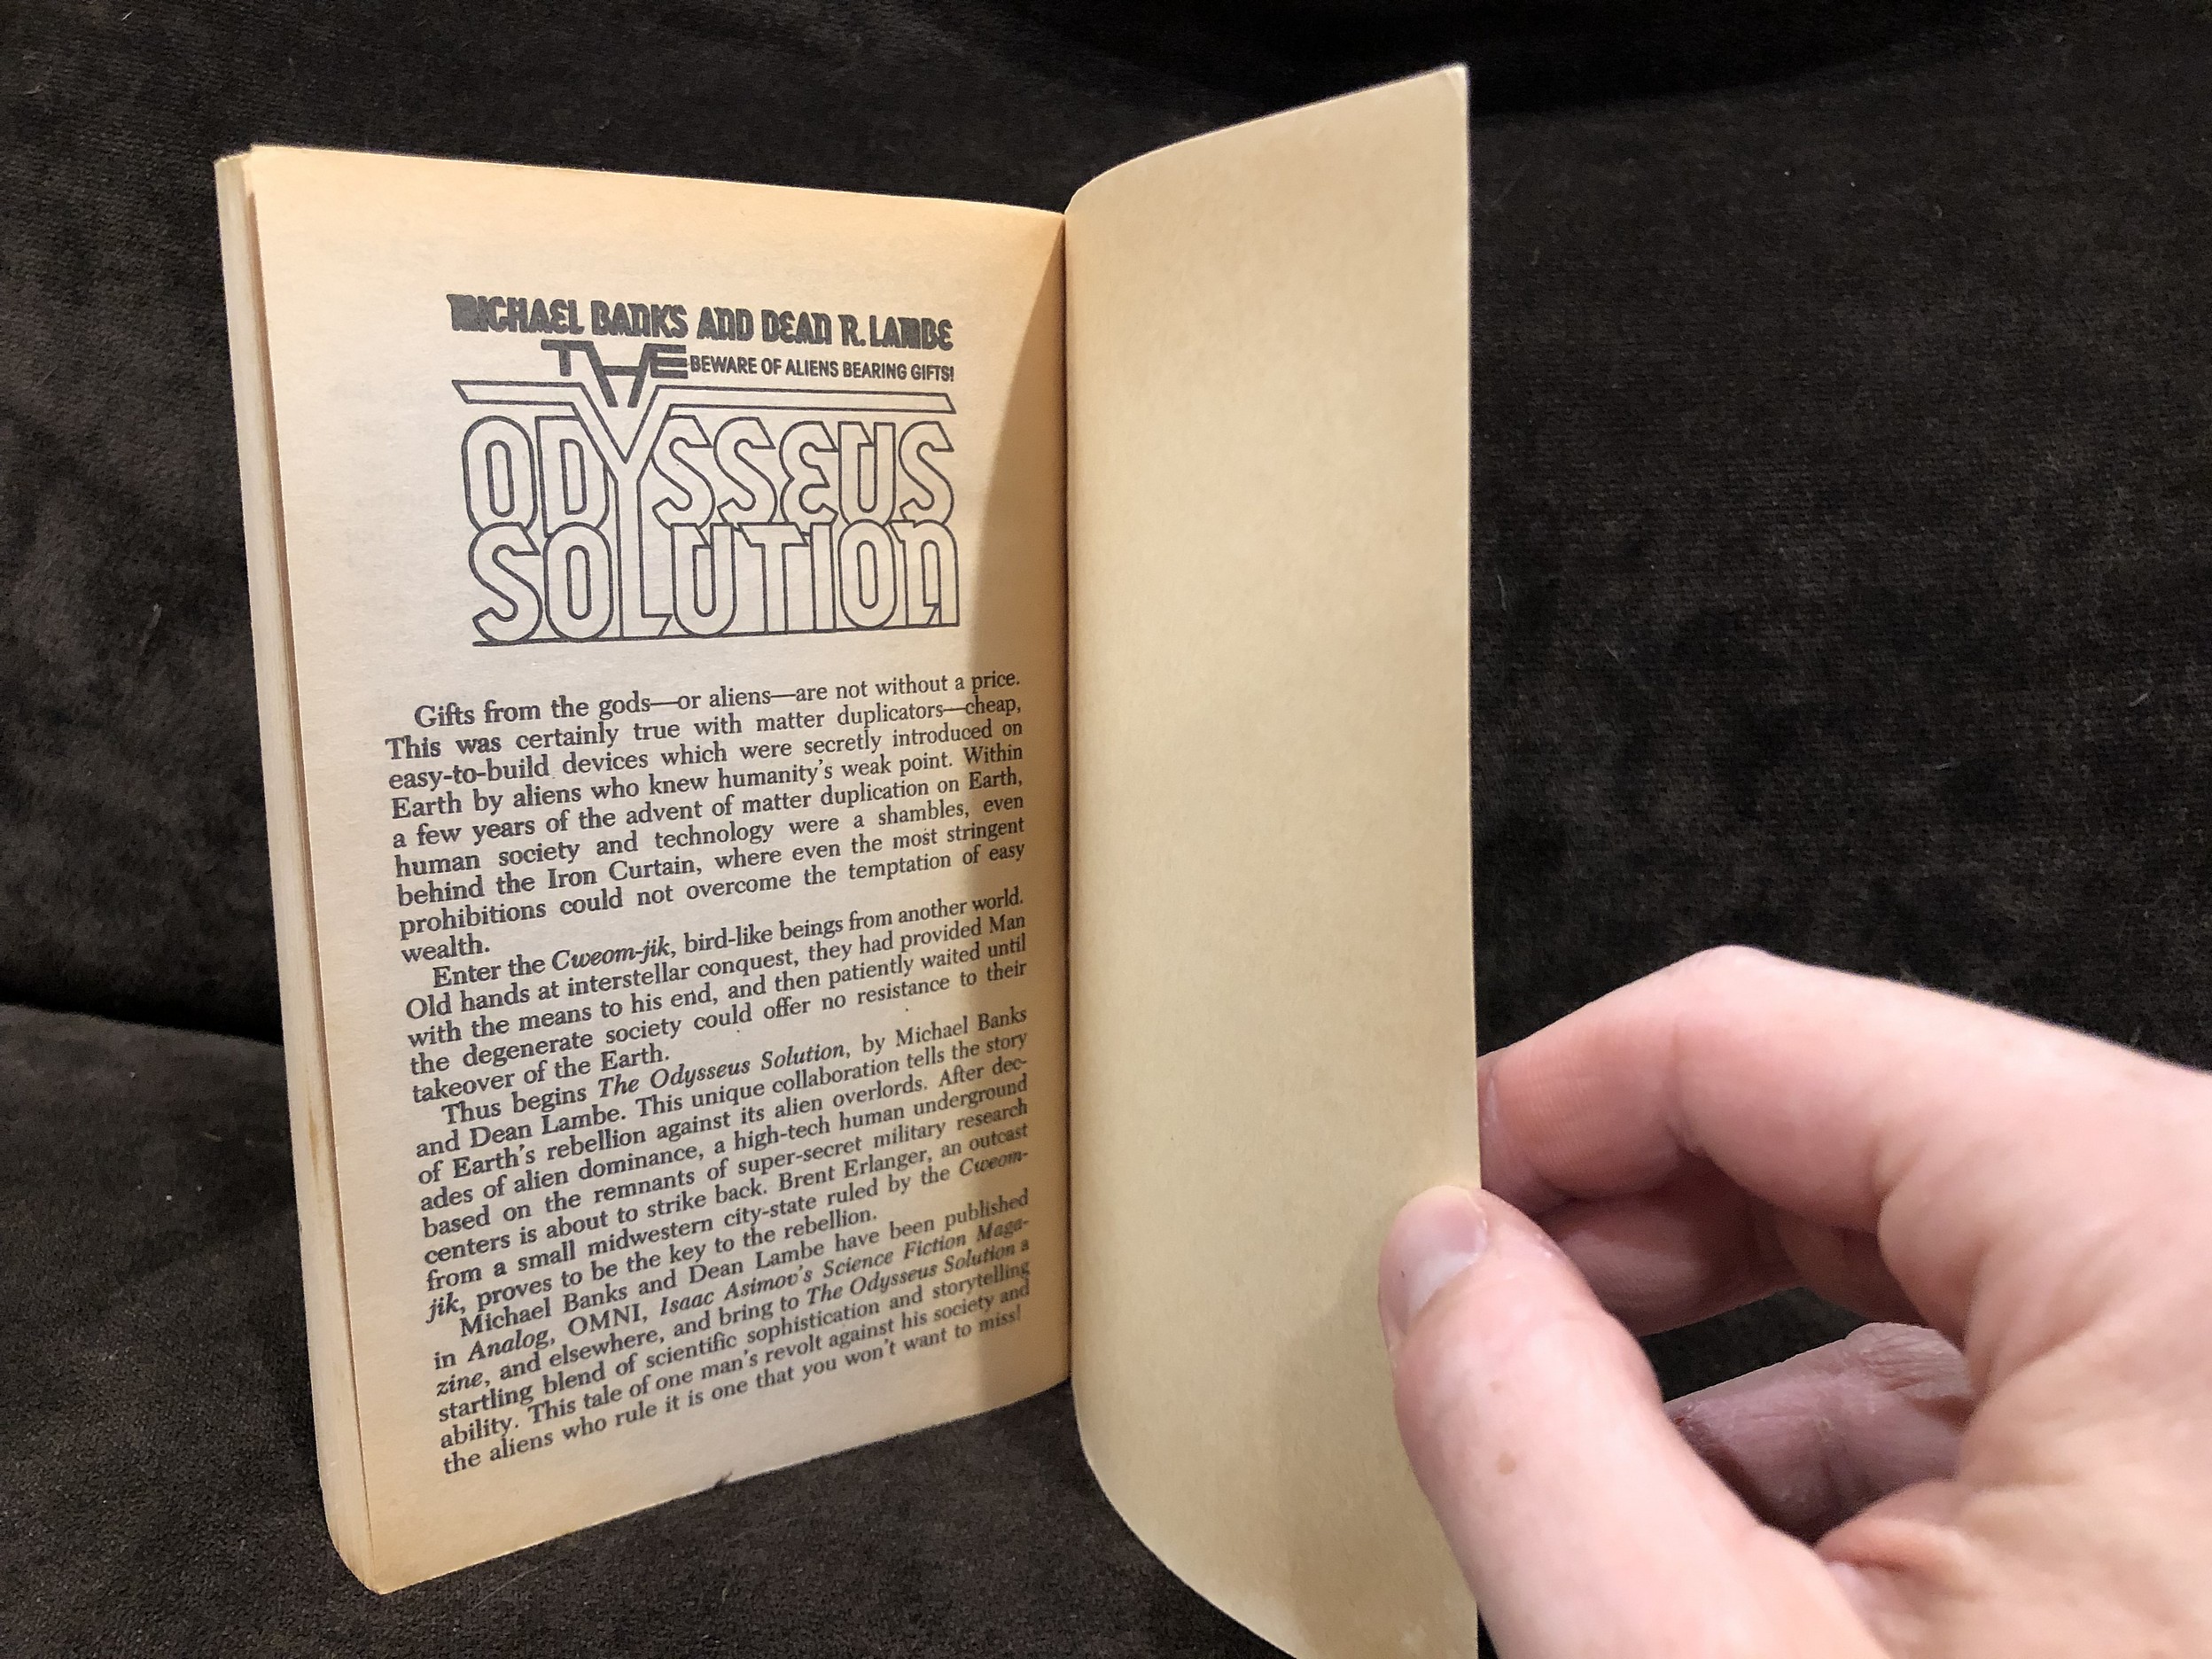 MICHAEL BANKS AND DEAN R. LAMBE
THE BEWARE OF ALIENS BEARING GIFTS!
ODYSSEUS
SOLUTION
Gifts from the gods—or aliens—are not without a price.
This was certainly true with matter duplicators—cheap,
easy-to-build devices which were secretly introduced on
Earth by aliens who knew humanity's weak point. Within
a few years of the advent of matter duplication on Earth,
human society and technology were a shambles, even
behind the Iron Curtain, where even the most stringent
prohibitions could not overcome the temptation of easy
wealth.
Enter the Cweom-jik, bird-like beings from another world.
Old hands at interstellar conquest, they had provided Man
with the means to his end, and then patiently waited until
the degenerate society could offer no resistance to their
takeover of the Earth.
Thus begins The Odysseus Solution, by Michael Banks
and Dean Lambe. This unique collaboration tells the story
of Earth's rebellion against its alien overlords. After dec-
ades of alien dominance, a high-tech human underground
based on the remnants of super-secret military research
centers is about to strike back. Brent Erlanger, an outcast
from a small midwestern city-state ruled by the Cweom-
jik, proves to be the key to the rebellion.
Michael Banks and Dean Lambe have been published
in Analog, OMNI, Isaac Asimov's Science Fiction Maga-
zine, and elsewhere, and bring to The Odysseus Solution a
startling blend of scientific sophistication and storytelling
ability. This tale of one man's revolt against his society and
the aliens who rule it is one that you won't want to miss!